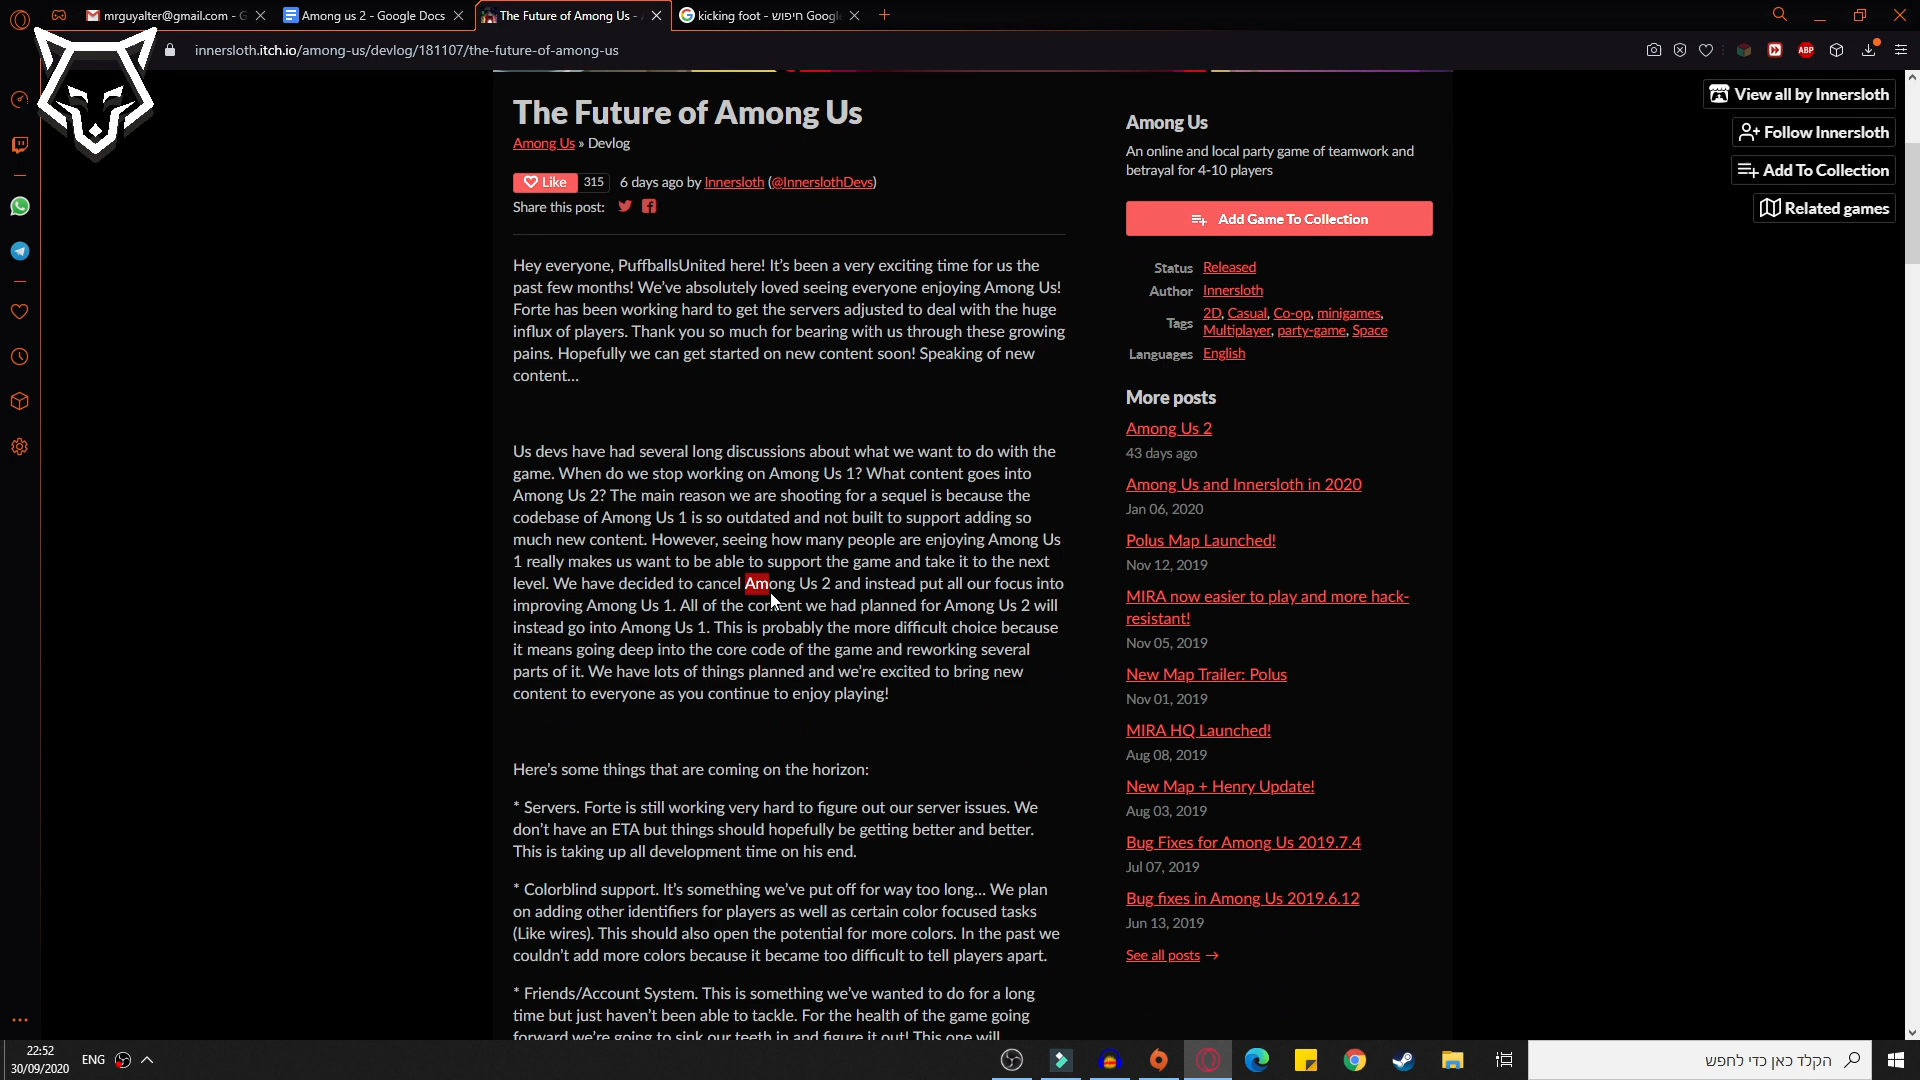 mrguyalter@gmail.com - G
Among us 2 - Google Docs
The Future of Among Us -
kicking foot - חיפוש Googl
innersloth.itch.io/among-us/devlog/181107/the-future-of-among-us
ABP
View all by Innersloth
Follow Innersloth
Add To Collection
Related games
The Future of Among Us
Among Us » Devlog
Like 315 6 days ago by Innersloth (@InnerslothDevs)
Share this post:
Hey everyone, PuffballsUnited here! It's been a very exciting time for us the
past few months! We've absolutely loved seeing everyone enjoying Among Us!
Forte has been working hard to get the servers adjusted to deal with the huge
influx of players. Thank you so much for bearing with us through these growing
pains. Hopefully we can get started on new content soon! Speaking of new
content...
Us devs have had several long discussions about what we want to do with the
game. When do we stop working on Among Us 1? What content goes into
Among Us 2? The main reason we are shooting for a sequel is because the
codebase of Among Us 1 is so outdated and not built to support adding so
much new content. However, seeing how many people are enjoying Among Us
1 really makes us want to be able to support the game and take it to the next
level. We have decided to cancel Among Us 2 and instead put all our focus into
improving Among Us 1. All of the content we had planned for Among Us 2 will
instead go into Among Us 1. This is probably the more difficult choice because
it means going deep into the core code of the game and reworking several
parts of it. We have lots of things planned and we're excited to bring new
content to everyone as you continue to enjoy playing!
Here's some things that are coming on the horizon:
* Servers. Forte is still working very hard to figure out our server issues. We
don't have an ETA but things should hopefully be getting better and better.
This is taking up all development time on his end.
* Colorblind support. It's something we've put off for way too long... We plan
on adding other identifiers for players as well as certain color focused tasks
(Like wires). This should also open the potential for more colors. In the past we
couldn't add more colors because it became too difficult to tell players apart.
* Friends/Account System. This is something we've wanted to do for a long
time but just haven't been able to tackle. For the health of the game going
forward we're going to sink our teeth in and figure it out! This one will
Among Us
An online and local party game of teamwork and
betrayal for 4-10 players
Add Game To Collection
Status Released
Author Innersloth
Tags 2D, Casual, Co-op, minigames,
Multiplayer, party-game, Space
Languages English
More posts
Among Us 2
43 days ago
Among Us and Innersloth in 2020
Jan 06, 2020
Polus Map Launched!
Nov 12, 2019
MIRA now easier to play and more hack-
resistant!
Nov 05, 2019
New Map Trailer: Polus
Nov 01, 2019
MIRA HQ Launched!
Aug 08, 2019
New Map + Henry Update!
Aug 03, 2019
Bug Fixes for Among Us 2019.7.4
Jul 07, 2019
Bug fixes in Among Us 2019.6.12
Jun 13, 2019
See all posts →
22:52
30/09/2020
ENG
הקלד כאן כדי לחפש